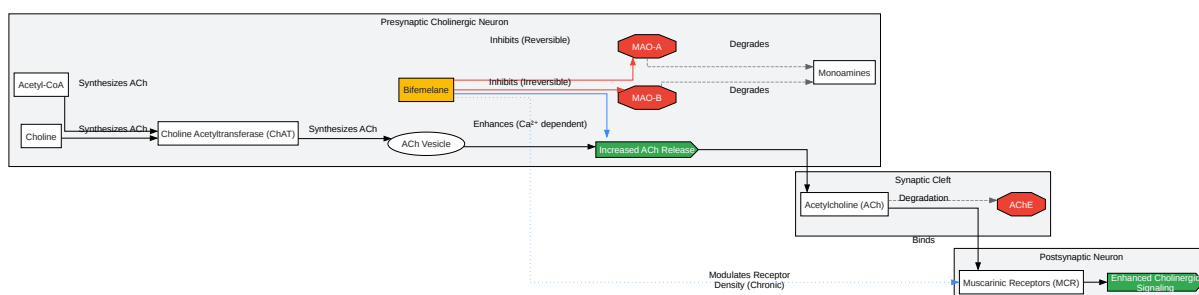 Presynaptic Cholinergic Neuron
Inhibits (Reversible)
MAO-A
Degrades
Monoamines
Acetyl-CoA
Synthesizes ACh
Bifemelane
Inhibits (Irreversible)
MAO-B
Degrades
Choline
Synthesizes ACh
Choline Acetyltransferase (ChAT)
Synthesizes ACh
ACh Vesicle
Enhances (Ca²⁺ dependent)
Increased ACh Release
Synaptic Cleft
Acetylcholine (ACh)
Degradation
AChE
Binds
Postsynaptic Neuron
Modulates Receptor
Density (Chronic)
Muscarinic Receptors (MCR)
Enhanced Cholinergic
Signaling